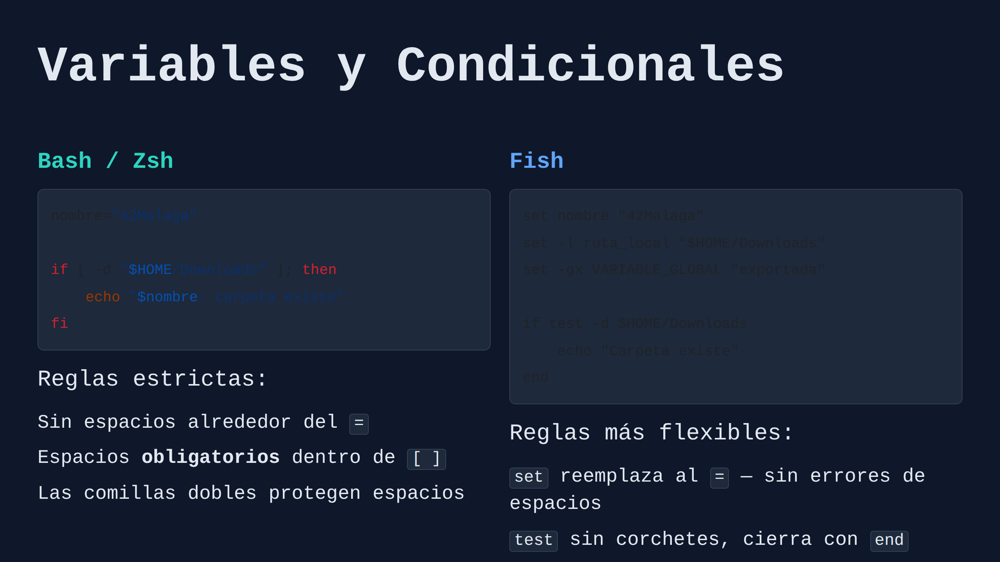 Variables y Condicionales
Bash / Zsh
nombre="42Malaga"
if [ -d "$HOME/Downloads" ]; then
    echo "$nombre: carpeta existe"
fi
Reglas estrictas:
Sin espacios alrededor del =
Espacios obligatorios dentro de [ ]
Las comillas dobles protegen espacios
Fish
set nombre "42Malaga"
set -l ruta_local "$HOME/Downloads"
set -gx VARIABLE_GLOBAL "exportada"
if test -d $HOME/Downloads
    echo "Carpeta existe"
end
Reglas más flexibles:
set reemplaza al = — sin errores de
espacios
test sin corchetes, cierra con end